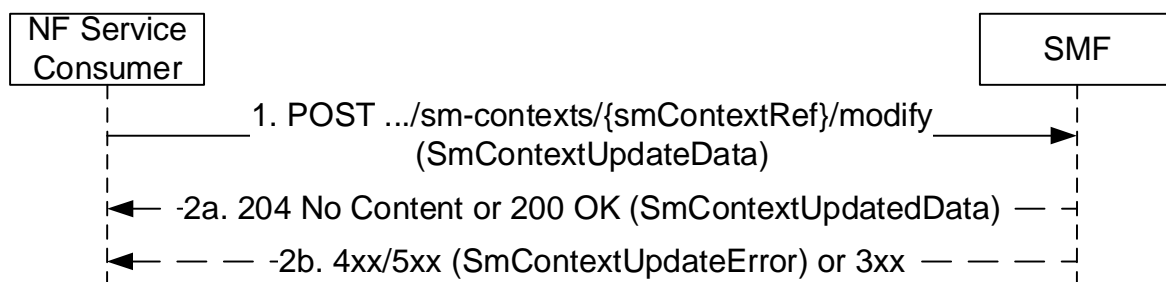 NF Service
Consumer
SMF
1. POST .../sm-contexts/{smContextRef}/modify
(SmContextUpdateData)
2a. 204 No Content or 200 OK (SmContextUpdatedData)
2b. 4xx/5xx (SmContextUpdateError) or 3xx